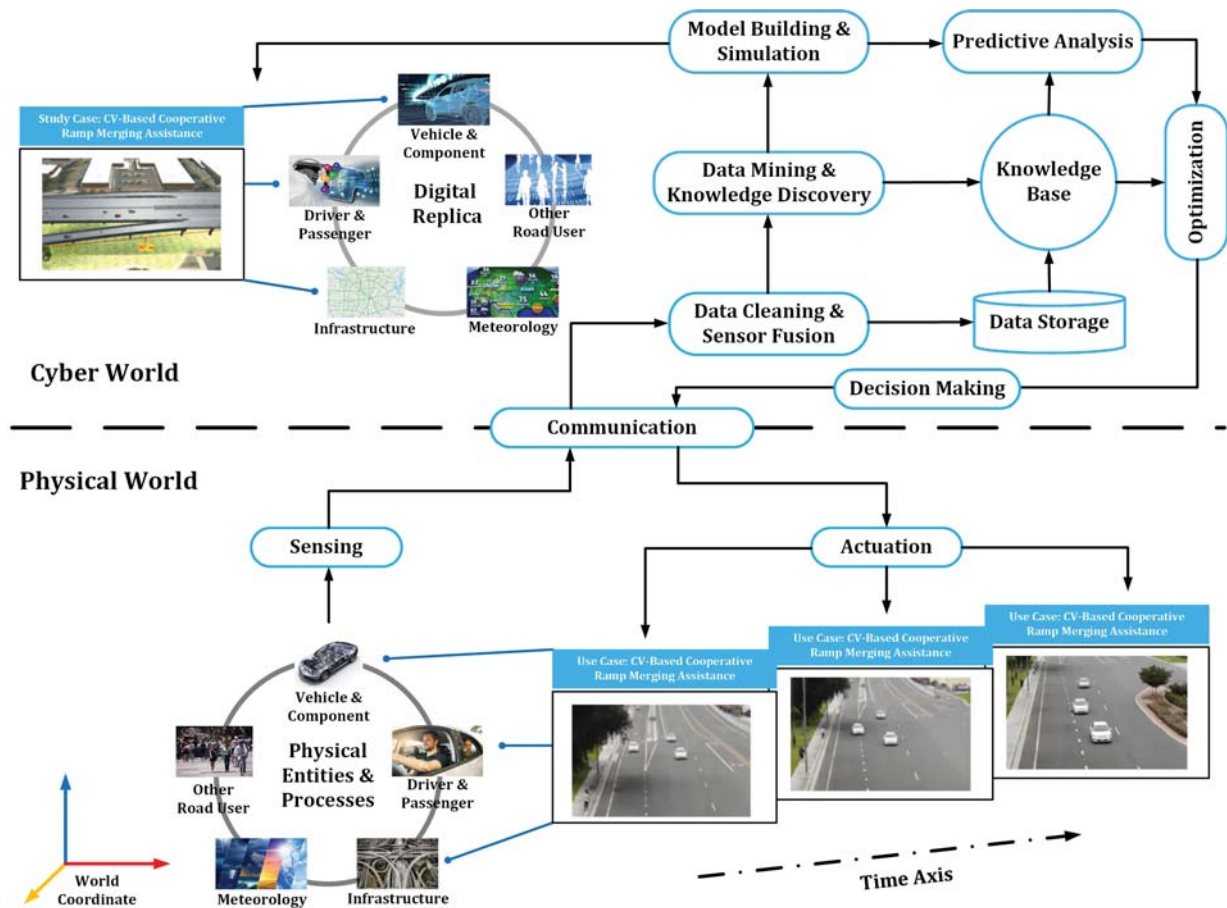 Model Building &
Simulation
Predictive Analysis
Study Case: CV-Based Cooperative
Ramp Merging Assistance
Vehicle &
Component
Digital
Replica
Driver &
Passenger
Other
Road User
Infrastructure
Meteorology
Data Mining &
Knowledge Discovery
Knowledge
Base
Optimization
Data Cleaning &
Sensor Fusion
Data Storage
Decision Making
Cyber World
Communication
Physical World
Sensing
Actuation
Use Case: CV-Based Cooperative
Ramp Merging Assistance
Use Case: CV-Based Cooperative
Ramp Merging Assistance
Use Case: CV-Based Cooperative
Ramp Merging Assistance
Vehicle &
Component
Physical
Entities &
Processes
Other
Road User
Driver &
Passenger
Meteorology
Infrastructure
World
Coordinate
Time Axis